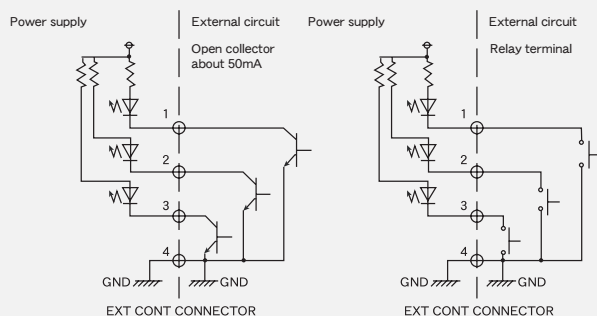 Power supply
External circuit
Open collector
about 50mA
1
2
3
4
GND
GND
EXT CONT CONNECTOR
Power supply
External circuit
Relay terminal
1
2
3
4
GND
GND
EXT CONT CONNECTOR